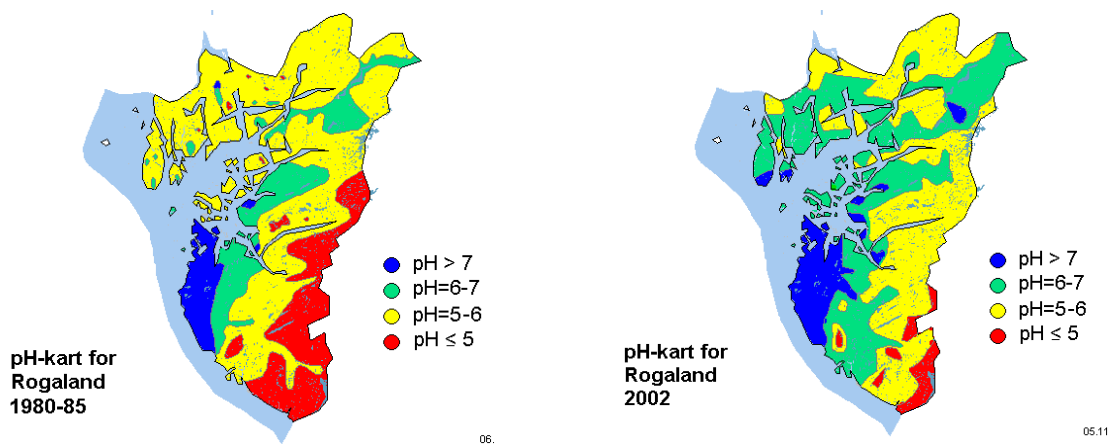 pH > 7
pH=6-7
pH=5-6
pH ≤ 5
pH-kart for
Rogaland
1980-85
06.
pH > 7
pH=6-7
pH=5-6
pH ≤ 5
pH-kart for
Rogaland
2002
05.11